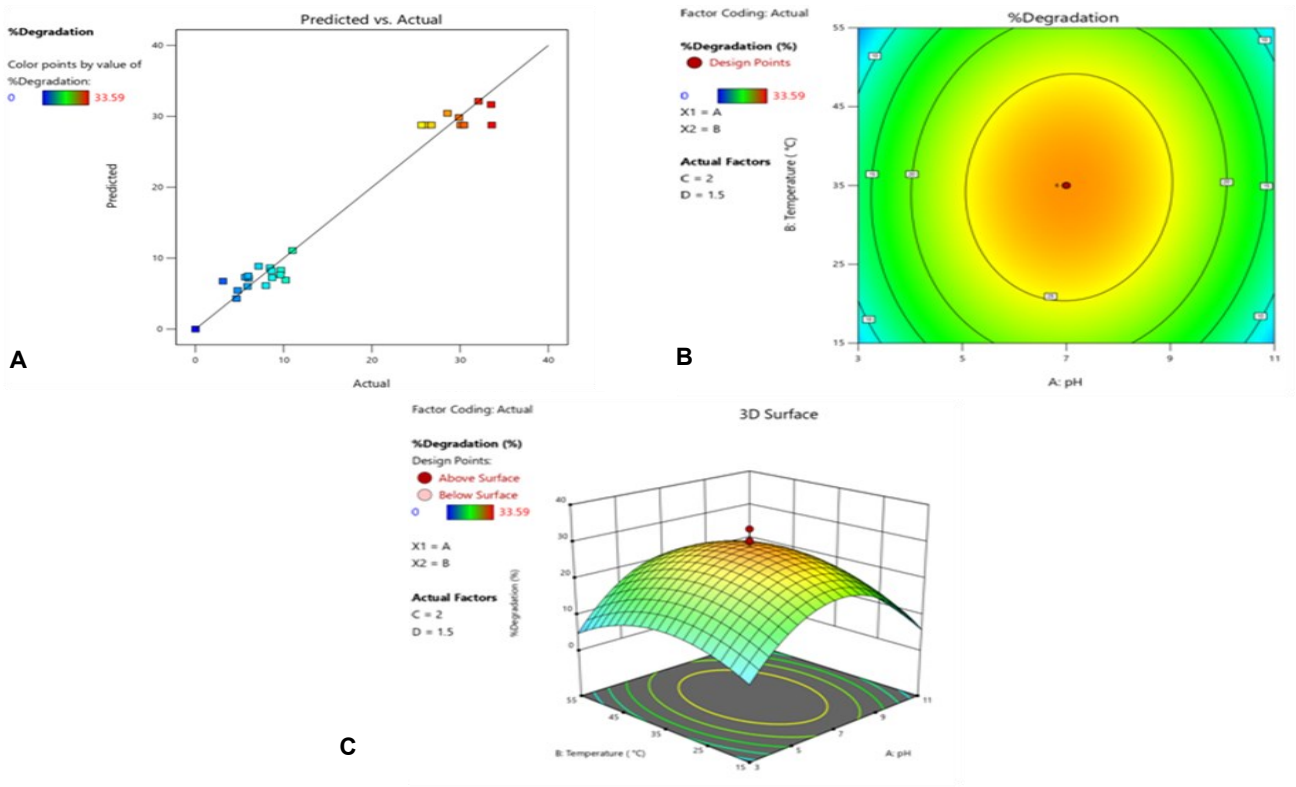 Predicted vs. Actual
%Degradation
Color points by value of
%Degradation:
0 33.59
40
30
20
10
0
Predicted
0 10 20 30 40
Actual
A
Factor Coding: Actual
%Degradation
%Degradation (%)
Design Points
0 33.59
X1 = A
X2 = B
Actual Factors
C = 2
D = 1.5
55
45
35
25
15
B: Temperature ( °C)
3 5 7 9 11
A: pH
B
Factor Coding: Actual
3D Surface
%Degradation (%)
Design Points:
Above Surface
Below Surface
0 33.59
X1 = A
X2 = B
Actual Factors
C = 2
D = 1.5
40
30
20
10
0
%Degradation (%)
55
45
35
25
15
B: Temperature ( °C)
3
5
7
9
11
A: pH
C